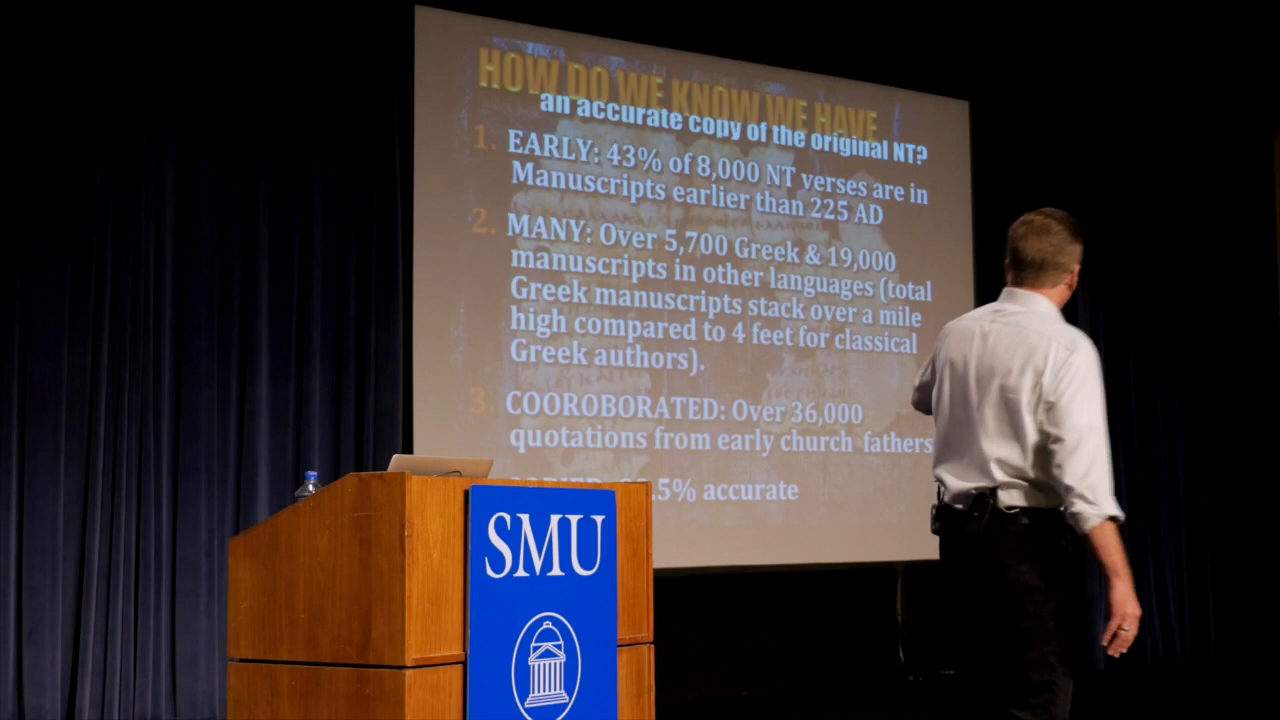 HOW DO WE KNOW WE HAVE
an accurate copy of the original NT?
1. EARLY: 43% of 8,000 NT verses are in
Manuscripts earlier than 225 AD
2. MANY: Over 5,700 Greek & 19,000
manuscripts in other languages (total
Greek manuscripts stack over a mile
high compared to 4 feet for classical
Greek authors).
3. COOROBORATED: Over 36,000
quotations from early church fathers
.5% accurate
SMU